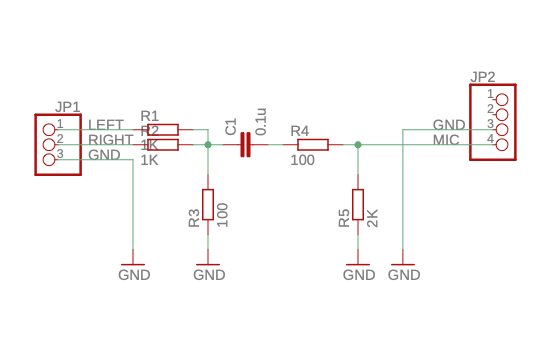 JP1
1
2
3
LEFT
RIGHT
GND
R1
R2
1K
1K
R3
100
C1
0.1u
R4
100
R5
2K
JP2
1
2
3
4
GND
MIC
GND
GND
GND
GND